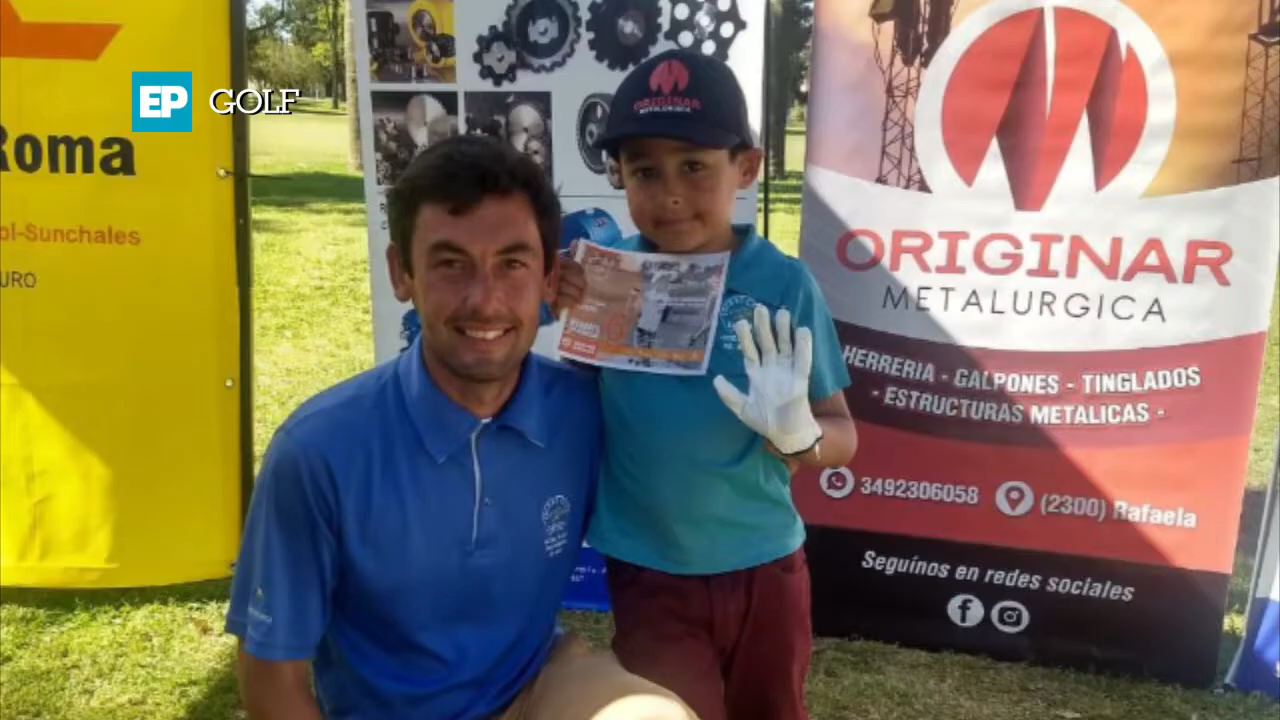 EP GOLF
Roma
ol-Sunchales
URO
ORIGINAR
METALURGICA
ORIGINAR
METALURGICA
HERRERIA - GALPONES - TINGLADOS
- ESTRUCTURAS METALICAS -
3492306058 (2300) Rafaela
Seguínos en redes sociales